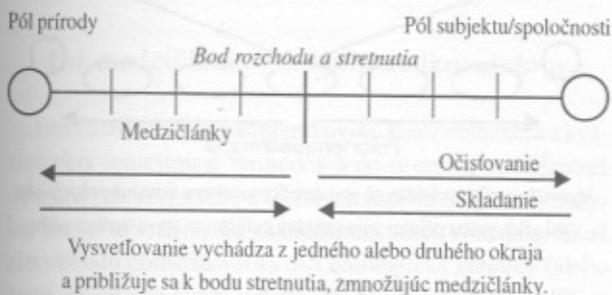 Pól prírody
Pól subjektu/spoločnosti
Bod rozchodu a stretnutia
Medzičlánky
Očisťovanie
Skladanie
Vysvetľovanie vychádza z jedného alebo druhého okraja
a približuje sa k bodu stretnutia, zmnožujúc medzičlánky.